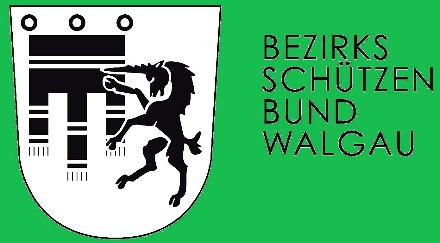 BEZIRKS
SCHÜTZEN
BUND
WALGAU